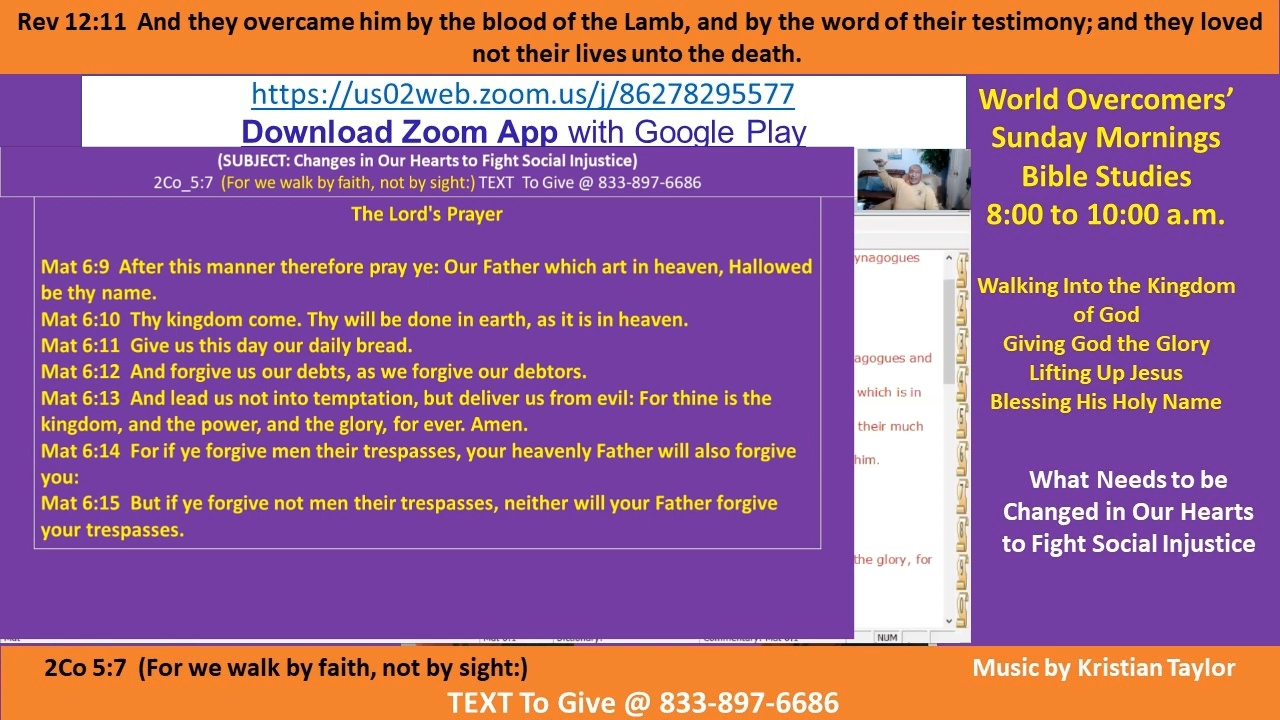 Rev 12:11  And they overcame him by the blood of the Lamb, and by the word of their testimony; and they loved
not their lives unto the death.
https://us02web.zoom.us/j/86278295577
Download Zoom App with Google Play
(SUBJECT: Changes in Our Hearts to Fight Social Injustice)
2Co_5:7  (For we walk by faith, not by sight:) TEXT  To Give @ 833-897-6686
The Lord's Prayer
Mat 6:9  After this manner therefore pray ye: Our Father which art in heaven, Hallowed
be thy name.
Mat 6:10  Thy kingdom come. Thy will be done in earth, as it is in heaven.
Mat 6:11  Give us this day our daily bread.
Mat 6:12  And forgive us our debts, as we forgive our debtors.
Mat 6:13  And lead us not into temptation, but deliver us from evil: For thine is the
kingdom, and the power, and the glory, for ever. Amen.
Mat 6:14  For if ye forgive men their trespasses, your heavenly Father will also forgive
you:
Mat 6:15  But if ye forgive not men their trespasses, neither will your Father forgive
your trespasses.
ynagogues
agogues and
which is in
their much
him.
the glory, for
NUM
World Overcomers’
Sunday Mornings
Bible Studies
8:00 to 10:00 a.m.
Walking Into the Kingdom
of God
Giving God the Glory
Lifting Up Jesus
Blessing His Holy Name
What Needs to be
Changed in Our Hearts
to Fight Social Injustice
2Co 5:7  (For we walk by faith, not by sight:)
Music by Kristian Taylor
TEXT To Give @ 833-897-6686